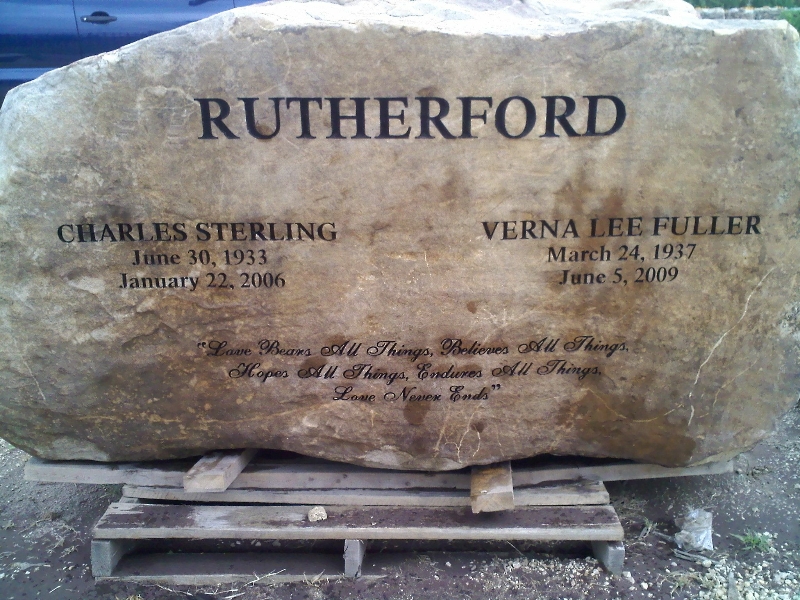 RUTHERFORD
CHARLES STERLING
June 30, 1933
January 22, 2006
VERNA LEE FULLER
March 24, 1937
June 5, 2009
"Love Bears All Things, Believes All Things,
Hopes All Things, Endures All Things,
Love Never Ends"